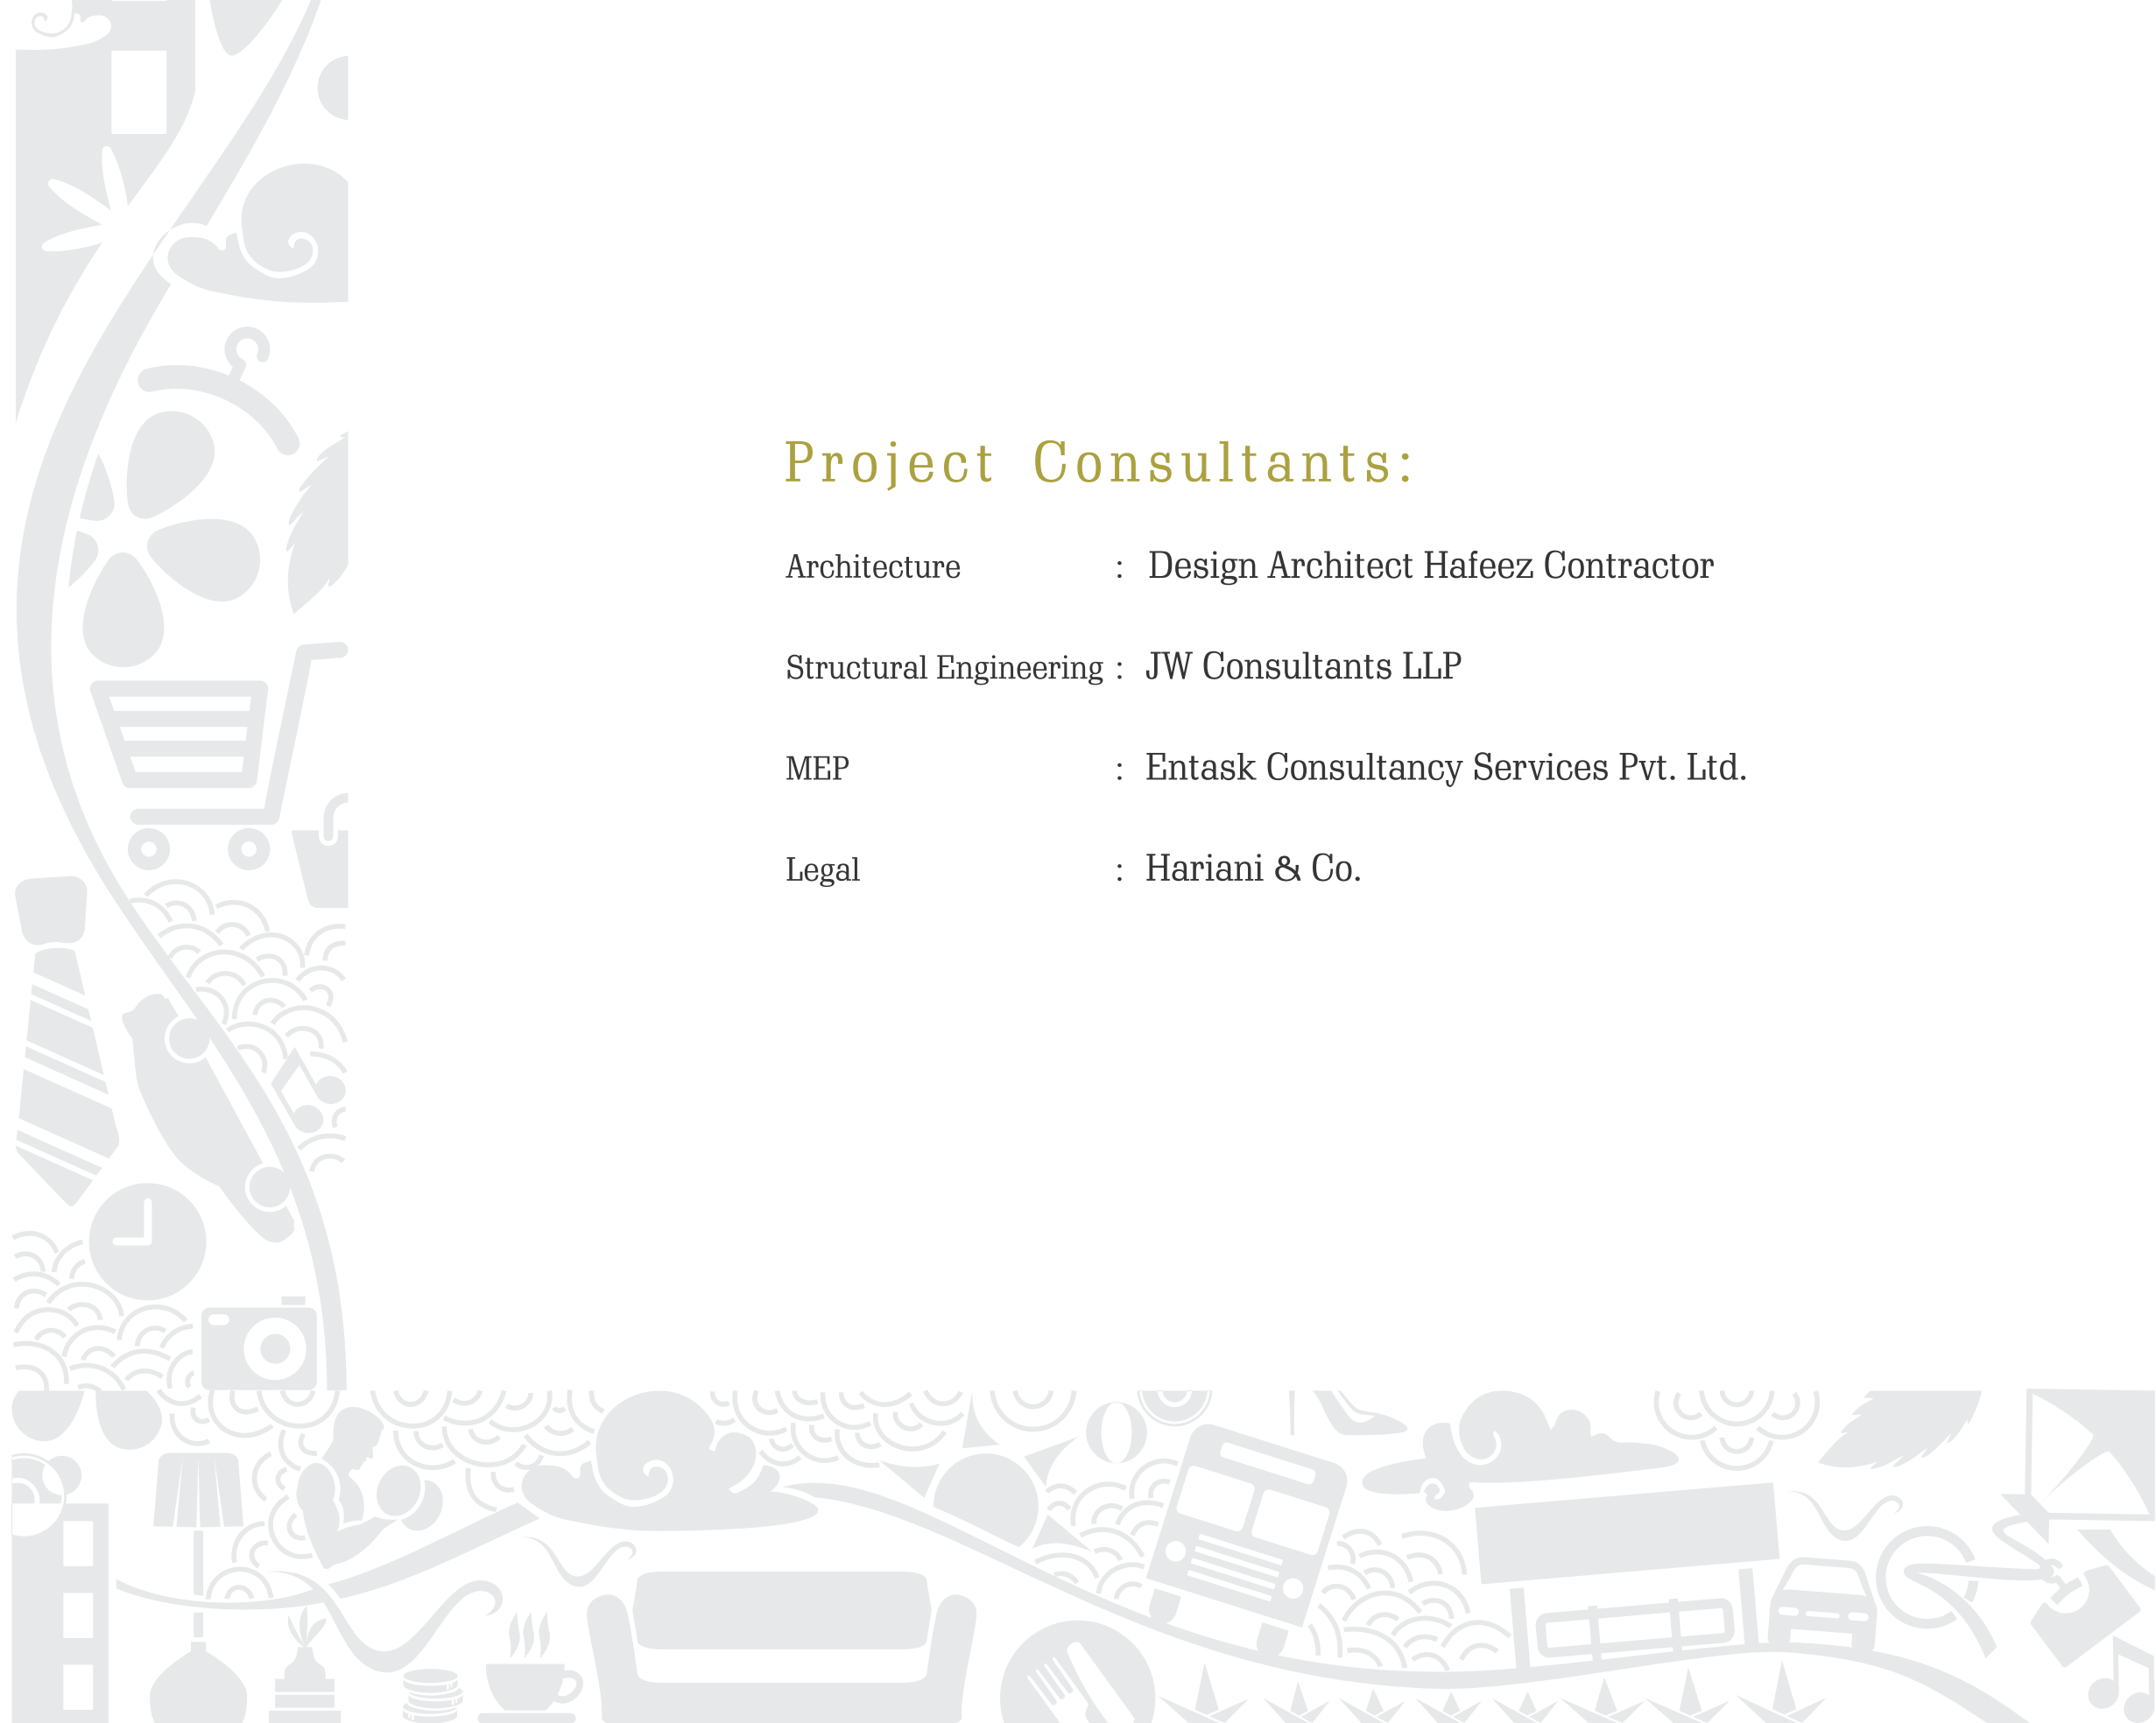 Project Consultants:
Architecture : Design Architect Hafeez Contractor
Structural Engineering : JW Consultants LLP
MEP : Entask Consultancy Services Pvt. Ltd.
Legal : Hariani & Co.